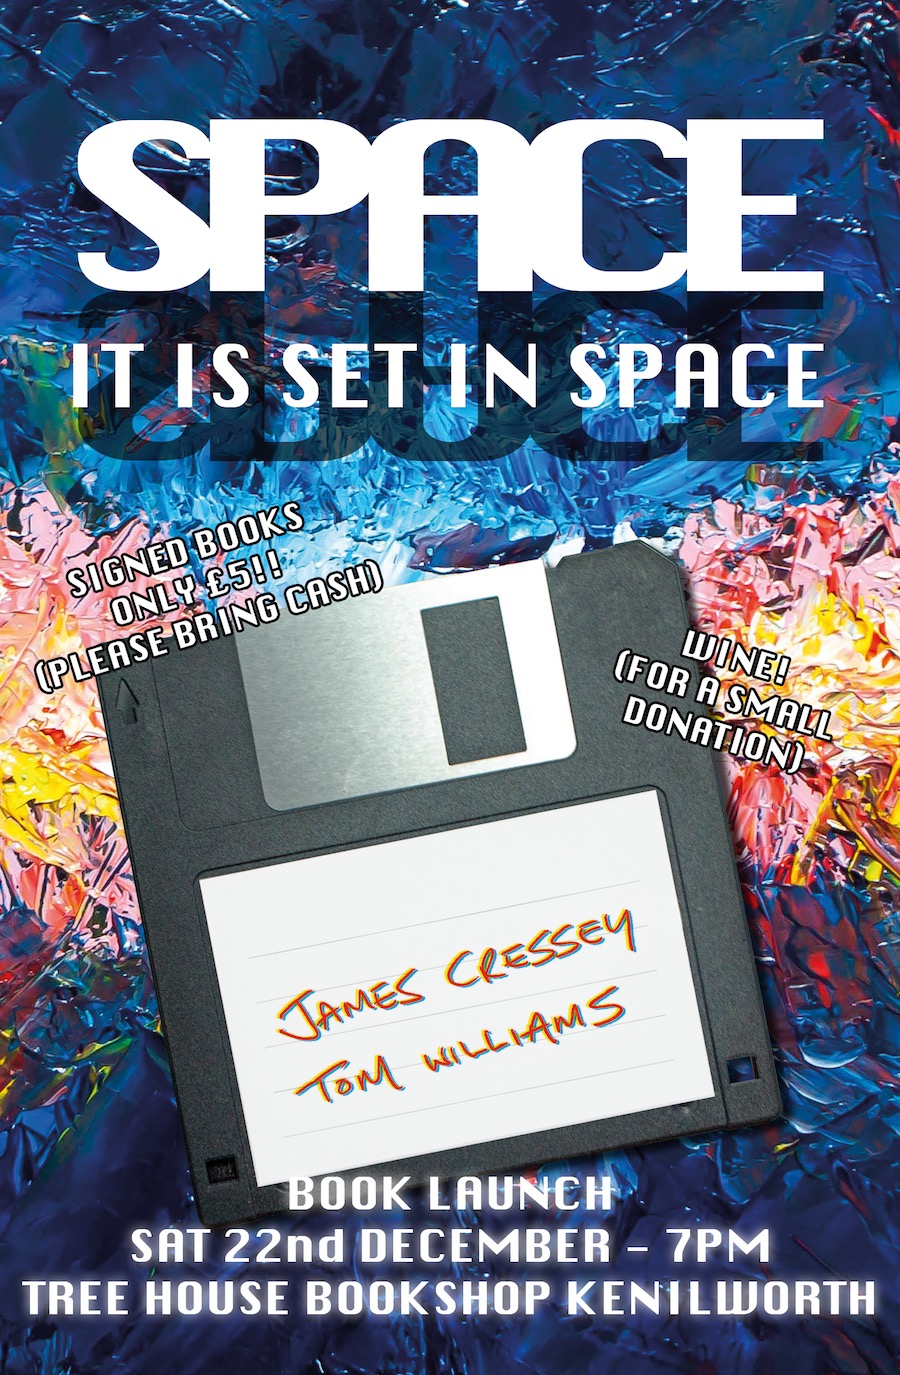 SPACE
IT IS SET IN SPACE
SIGNED BOOKS
ONLY £5!!
(PLEASE BRING CASH)
WINE!
(FOR A SMALL
DONATION)
JAMES CRESSEY
TOM WILLIAMS
BOOK LAUNCH
SAT 22nd DECEMBER – 7PM
TREE HOUSE BOOKSHOP KENILWORTH